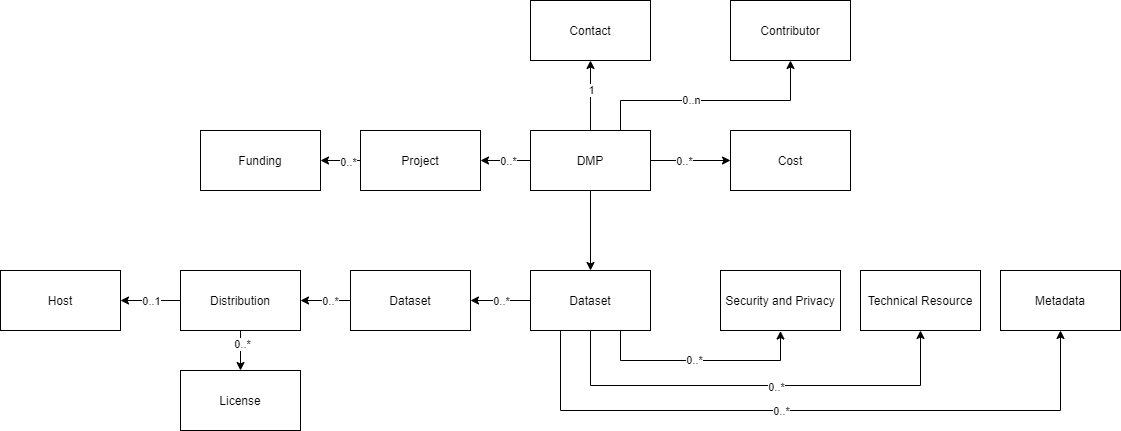 Contact
Contributor
1
0..n
Funding
0..*
Project
0..*
DMP
0..*
Cost
Host
0..1
Distribution
0..*
Dataset
0..*
Dataset
Security and Privacy
Technical Resource
Metadata
0..*
0..*
0..*
0..*
License